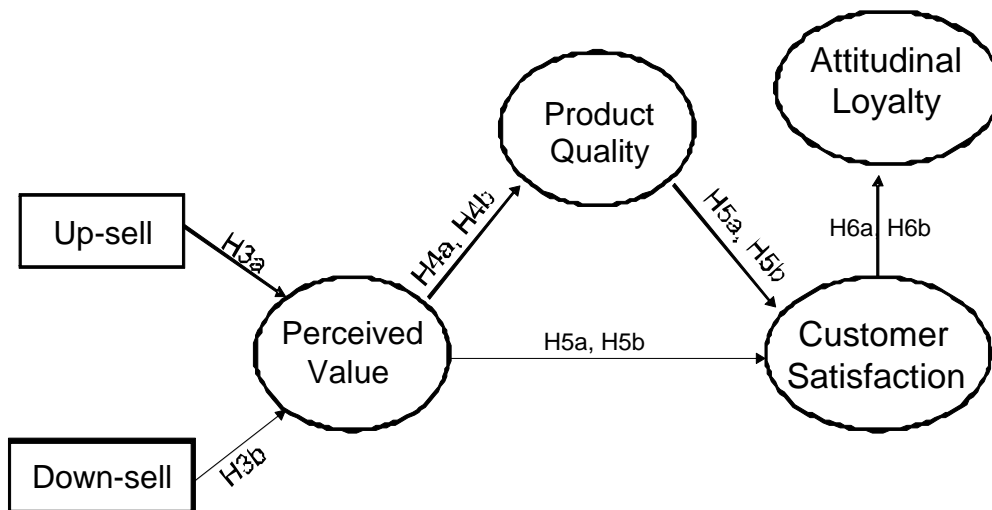 Attitudinal
Loyalty
Product
Quality
Up-sell
H3a
H4a, H4b
H5a, H5b
H6a, H6b
Perceived
Value
H5a, H5b
Customer
Satisfaction
Down-sell
H3b